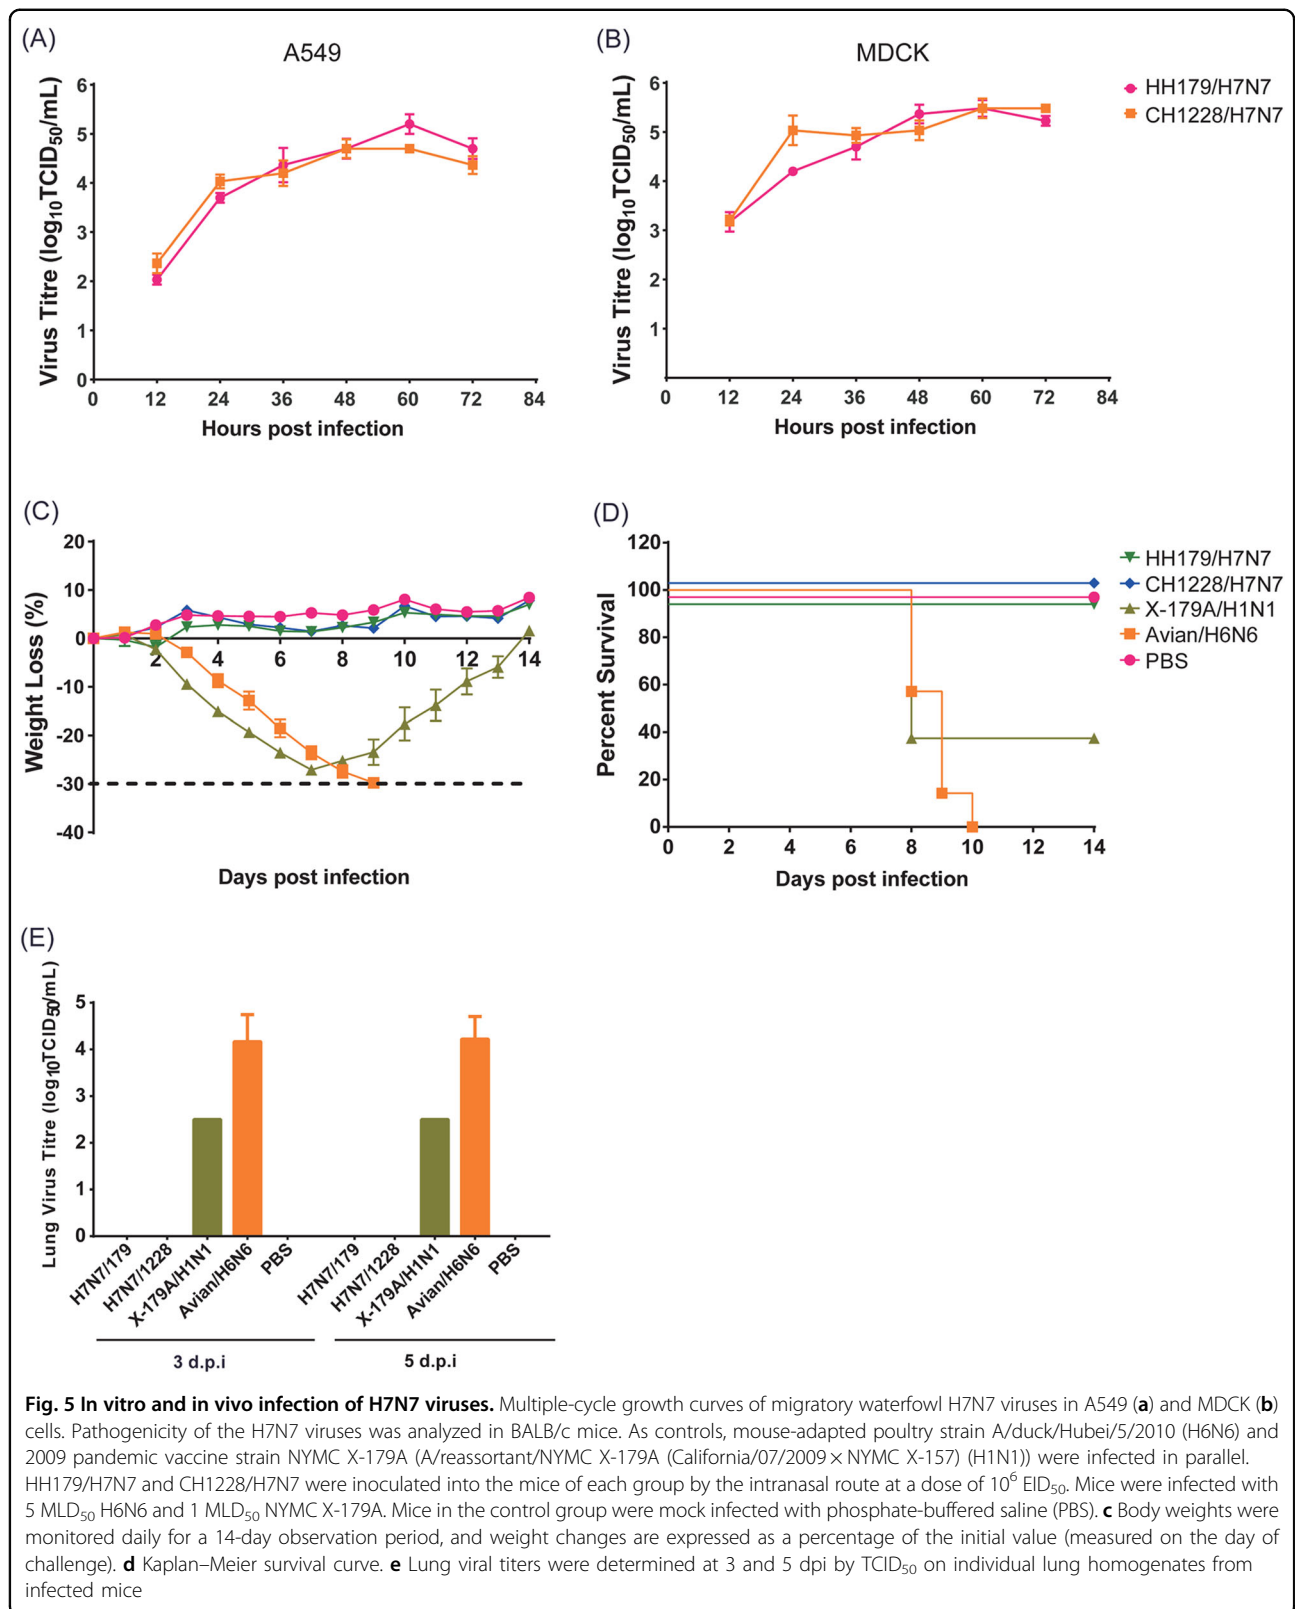 (A)
A549
Virus Titre (log10TCID50/mL)
6
5
4
3
2
1
0
0 12 24 36 48 60 72 84
Hours post infection
(B)
MDCK
Virus Titre (log10TCID50/mL)
6
5
4
3
2
1
0 12 24 36 48 60 72 84
Hours post infection
HH179/H7N7
CH1228/H7N7
(C)
Weight Loss (%)
20
10
0
-10
-20
-30
-40
2 4 6 8 10 12 14
Days post infection
(D)
Percent Survival
120
100
80
60
40
20
0
0 2 4 6 8 10 12 14
Days post infection
HH179/H7N7
CH1228/H7N7
X-179A/H1N1
Avian/H6N6
PBS
(E)
Lung Virus Titre (log10TCID50/mL)
5
4
3
2
1
0
H7N7/179
H7N7/1228
X-179A/H1N1
Avian/H6N6
PBS
H7N7/179
H7N7/1228
X-179A/H1N1
Avian/H6N6
PBS
3 d.p.i
5 d.p.i
Fig. 5 In vitro and in vivo infection of H7N7 viruses. Multiple-cycle growth curves of migratory waterfowl H7N7 viruses in A549 (a) and MDCK (b)
cells. Pathogenicity of the H7N7 viruses was analyzed in BALB/c mice. As controls, mouse-adapted poultry strain A/duck/Hubei/5/2010 (H6N6) and
2009 pandemic vaccine strain NYMC X-179A (A/reassortant/NYMC X-179A (California/07/2009 × NYMC X-157) (H1N1)) were infected in parallel.
HH179/H7N7 and CH1228/H7N7 were inoculated into the mice of each group by the intranasal route at a dose of 10^6 EID50. Mice were infected with
5 MLD50 H6N6 and 1 MLD50 NYMC X-179A. Mice in the control group were mock infected with phosphate-buffered saline (PBS). c Body weights were
monitored daily for a 14-day observation period, and weight changes are expressed as a percentage of the initial value (measured on the day of
challenge). d Kaplan–Meier survival curve. e Lung viral titers were determined at 3 and 5 dpi by TCID50 on individual lung homogenates from
infected mice